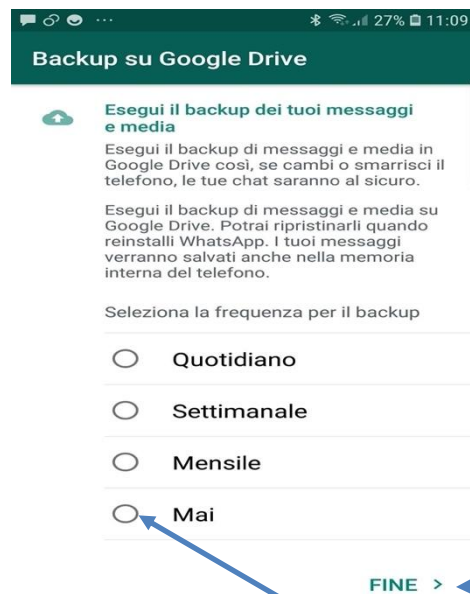 ··· 27% 11:09
Backup su Google Drive
Esegui il backup dei tuoi messaggi
e media
Esegui il backup di messaggi e media in
Google Drive così, se cambi o smarrisci il
telefono, le tue chat saranno al sicuro.
Esegui il backup di messaggi e media su
Google Drive. Potrai ripristinarli quando
reinstalli WhatsApp. I tuoi messaggi
verranno salvati anche nella memoria
interna del telefono.
Seleziona la frequenza per il backup
Quotidiano
Settimanale
Mensile
Mai
FINE >